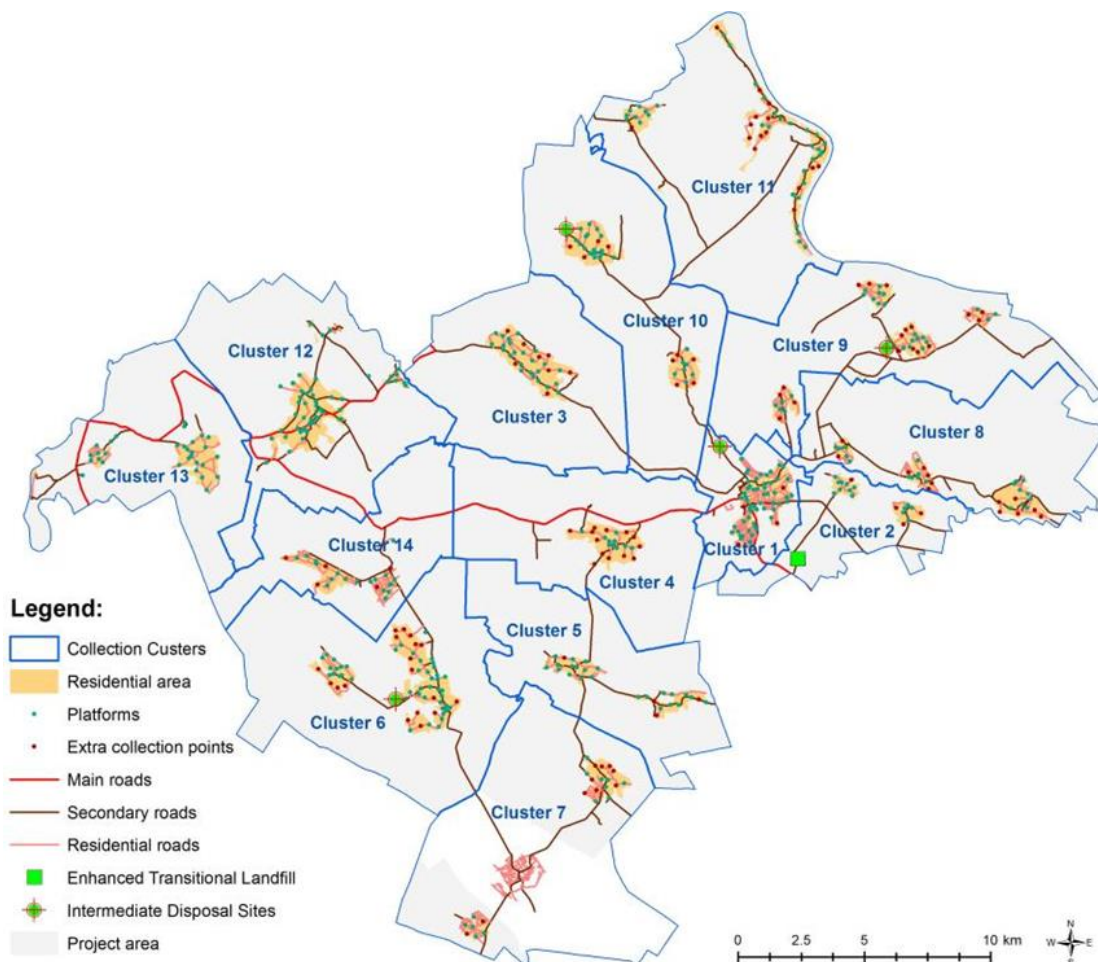 Cluster 11
Cluster 10
Cluster 9
Cluster 12
Cluster 3
Cluster 8
Cluster 13
Cluster 2
Cluster 14
Cluster 1
Cluster 4
Cluster 5
Cluster 6
Cluster 7
Legend:
Collection Custers
Residential area
Platforms
Extra collection points
Main roads
Secondary roads
Residential roads
Enhanced Transitional Landfill
Intermediate Disposal Sites
Project area
0 2.5 5 10 km
N
W E
S